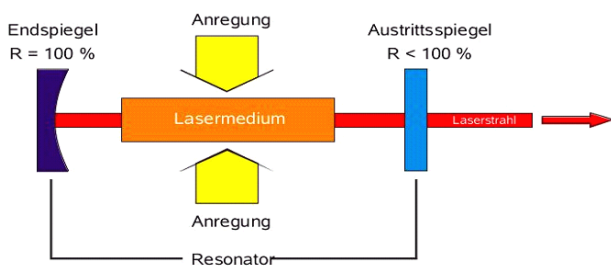 Anregung
Endspiegel
R = 100 %
Austrittsspiegel
R < 100 %
Lasermedium
Laserstrahl
Anregung
Resonator